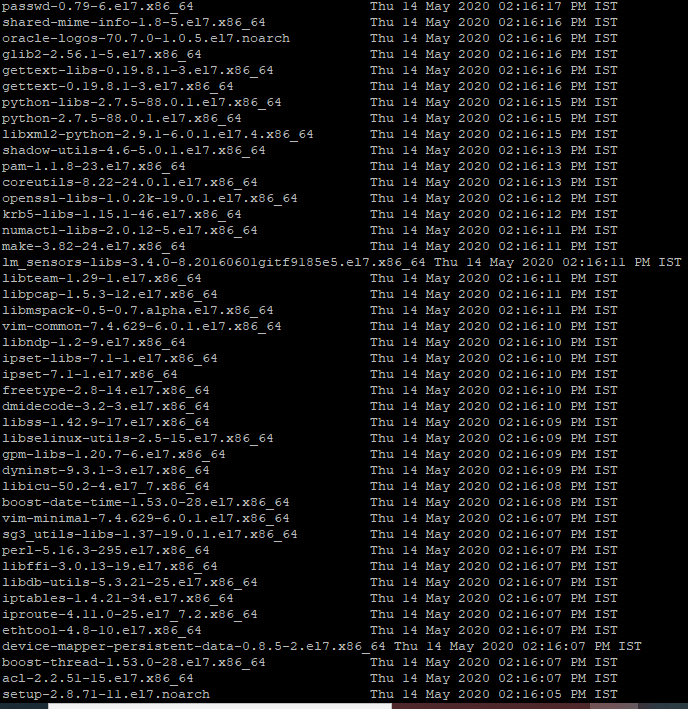 passwd-0.79-6.el7.x86_64 Thu 14 May 2020 02:16:17 PM IST
shared-mime-info-1.8-5.el7.x86_64 Thu 14 May 2020 02:16:16 PM IST
oracle-logos-70.7.0-1.0.5.el7.noarch Thu 14 May 2020 02:16:16 PM IST
glib2-2.56.1-5.el7.x86_64 Thu 14 May 2020 02:16:16 PM IST
gettext-libs-0.19.8.1-3.el7.x86_64 Thu 14 May 2020 02:16:16 PM IST
gettext-0.19.8.1-3.el7.x86_64 Thu 14 May 2020 02:16:16 PM IST
python-libs-2.7.5-88.0.1.el7.x86_64 Thu 14 May 2020 02:16:15 PM IST
python-2.7.5-88.0.1.el7.x86_64 Thu 14 May 2020 02:16:15 PM IST
libxml2-python-2.9.1-6.0.1.el7.4.x86_64 Thu 14 May 2020 02:16:15 PM IST
shadow-utils-4.6-5.0.1.el7.x86_64 Thu 14 May 2020 02:16:13 PM IST
pam-1.1.8-23.el7.x86_64 Thu 14 May 2020 02:16:13 PM IST
coreutils-8.22-24.0.1.el7.x86_64 Thu 14 May 2020 02:16:13 PM IST
openssl-libs-1.0.2k-19.0.1.el7.x86_64 Thu 14 May 2020 02:16:12 PM IST
krb5-libs-1.15.1-46.el7.x86_64 Thu 14 May 2020 02:16:12 PM IST
numactl-libs-2.0.12-5.el7.x86_64 Thu 14 May 2020 02:16:11 PM IST
make-3.82-24.el7.x86_64 Thu 14 May 2020 02:16:11 PM IST
lm_sensors-libs-3.4.0-8.20160601gitf9185e5.el7.x86_64 Thu 14 May 2020 02:16:11 PM IST
libteam-1.29-1.el7.x86_64 Thu 14 May 2020 02:16:11 PM IST
libpcap-1.5.3-12.el7.x86_64 Thu 14 May 2020 02:16:11 PM IST
libmspack-0.5-0.7.alpha.el7.x86_64 Thu 14 May 2020 02:16:11 PM IST
vim-common-7.4.629-6.0.1.el7.x86_64 Thu 14 May 2020 02:16:10 PM IST
libndp-1.2-9.el7.x86_64 Thu 14 May 2020 02:16:10 PM IST
ipset-libs-7.1-1.el7.x86_64 Thu 14 May 2020 02:16:10 PM IST
ipset-7.1-1.el7.x86_64 Thu 14 May 2020 02:16:10 PM IST
freetype-2.8-14.el7.x86_64 Thu 14 May 2020 02:16:10 PM IST
dmidecode-3.2-3.el7.x86_64 Thu 14 May 2020 02:16:10 PM IST
libss-1.42.9-17.el7.x86_64 Thu 14 May 2020 02:16:09 PM IST
libselinux-utils-2.5-15.el7.x86_64 Thu 14 May 2020 02:16:09 PM IST
gpm-libs-1.20.7-6.el7.x86_64 Thu 14 May 2020 02:16:09 PM IST
dyninst-9.3.1-3.el7.x86_64 Thu 14 May 2020 02:16:09 PM IST
libicu-50.2-4.el7_7.x86_64 Thu 14 May 2020 02:16:08 PM IST
boost-date-time-1.53.0-28.el7.x86_64 Thu 14 May 2020 02:16:08 PM IST
vim-minimal-7.4.629-6.0.1.el7.x86_64 Thu 14 May 2020 02:16:07 PM IST
sg3_utils-libs-1.37-19.0.1.el7.x86_64 Thu 14 May 2020 02:16:07 PM IST
perl-5.16.3-295.el7.x86_64 Thu 14 May 2020 02:16:07 PM IST
libffi-3.0.13-19.el7.x86_64 Thu 14 May 2020 02:16:07 PM IST
libdb-utils-5.3.21-25.el7.x86_64 Thu 14 May 2020 02:16:07 PM IST
iptables-1.4.21-34.el7.x86_64 Thu 14 May 2020 02:16:07 PM IST
iproute-4.11.0-25.el7_7.2.x86_64 Thu 14 May 2020 02:16:07 PM IST
ethtool-4.8-10.el7.x86_64 Thu 14 May 2020 02:16:07 PM IST
device-mapper-persistent-data-0.8.5-2.el7.x86_64 Thu 14 May 2020 02:16:07 PM IST
boost-thread-1.53.0-28.el7.x86_64 Thu 14 May 2020 02:16:07 PM IST
acl-2.2.51-15.el7.x86_64 Thu 14 May 2020 02:16:07 PM IST
setup-2.8.71-11.el7.noarch Thu 14 May 2020 02:16:05 PM IST